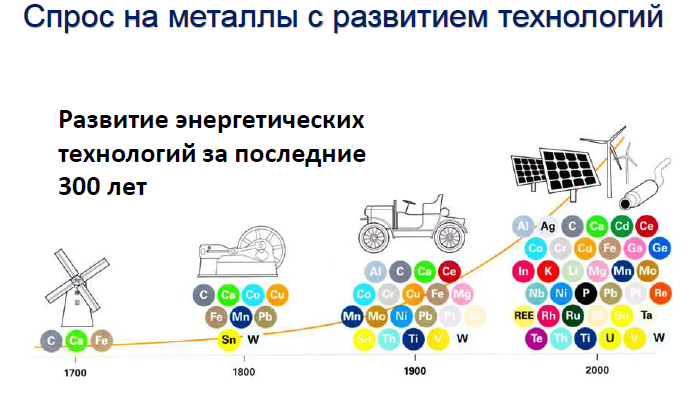 Спрос на металлы с развитием технологий
Развитие энергетических
технологий за последние
300 лет
C Ca Fe
C Ca Co Cu
Fe Mn Pb
Sn W
Al C Ca Ce
Co Cr Cu Fe Mg
Mn Mo Ni Pb Pt
Sn Th Ti V W
Al Ag C Ca Cd Ce
Co Cr Cu Fe Ga Ge
In K Li Mg Mn Mo
Nb Ni P Pb Pt Re
REE Rh Ru Si Sn Ta
Te Th Ti U V W
1700 1800 1900 2000